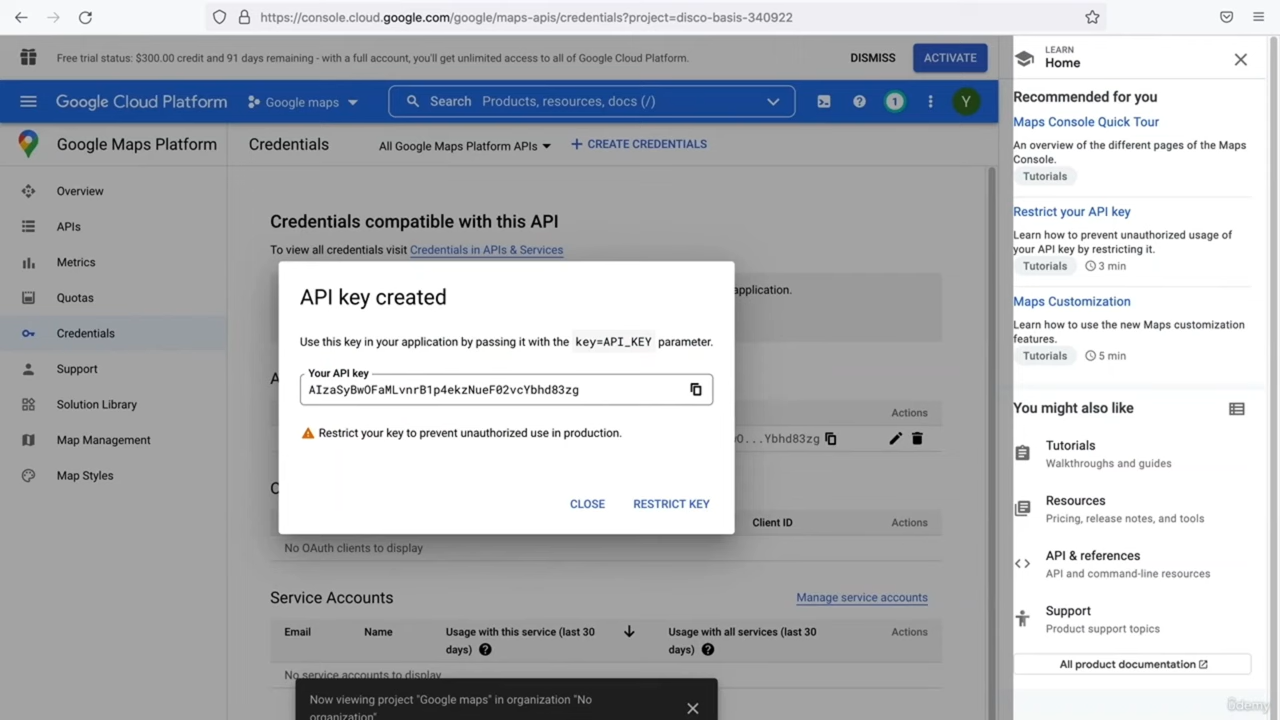 https://console.cloud.google.com/google/maps-apis/credentials?project=disco-basis-340922
Free trial status: $300.00 credit and 91 days remaining - with a full account, you'll get unlimited access to all of Google Cloud Platform.
DISMISS
ACTIVATE
Google Cloud Platform
Google maps
Search Products, resources, docs (/)
1
Y
Google Maps Platform
Credentials
All Google Maps Platform APIs
+ CREATE CREDENTIALS
Overview
APIs
Metrics
Quotas
Credentials
Support
Solution Library
Map Management
Map Styles
Credentials compatible with this API
To view all credentials visit Credentials in APIs & Services
application.
A
API key created
Use this key in your application by passing it with the key=API_KEY parameter.
Your API key
AIzaSyBwOFaMLvnrB1p4ekzNueF02vcYbhd83zg
Restrict your key to prevent unauthorized use in production.
CLOSE
RESTRICT KEY
Actions
O...Ybhd83zg
Client ID
Actions
No OAuth clients to display
Service Accounts
Manage service accounts
Email
Name
Usage with this service (last 30
days)
Usage with all services (last 30
days)
Actions
No service accounts to display
Now viewing project "Google maps" in organization "No
organization"
LEARN
Home
Recommended for you
Maps Console Quick Tour
An overview of the different pages of the Maps
Console.
Tutorials
Restrict your API key
Learn how to prevent unauthorized usage of
your API key by restricting it.
Tutorials
3 min
Maps Customization
Learn how to use the new Maps customization
features.
Tutorials
5 min
You might also like
Tutorials
Walkthroughs and guides
Resources
Pricing, release notes, and tools
API & references
API and command-line resources
Support
Product support topics
All product documentation
ûdemy